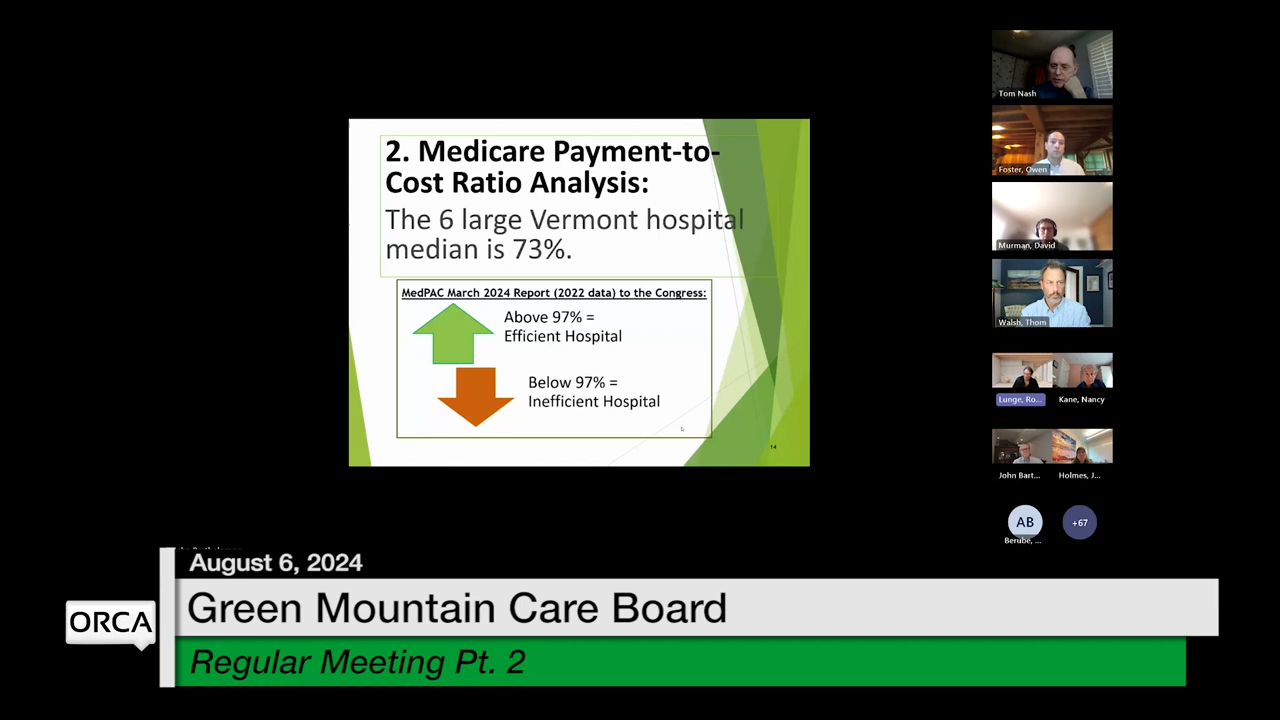 2. Medicare Payment-to-
Cost Ratio Analysis:
The 6 large Vermont hospital
median is 73%.
MedPAC March 2024 Report (2022 data) to the Congress:
Above 97% =
Efficient Hospital
Below 97% =
Inefficient Hospital
14
Tom Nash
Foster, Owen
Murman, David
Walsh, Thom
Lunge, Ro...
Kane, Nancy
John Bart...
Holmes, J...
AB
+67
Berube, ...
August 6, 2024
ORCA
Green Mountain Care Board
Regular Meeting Pt. 2